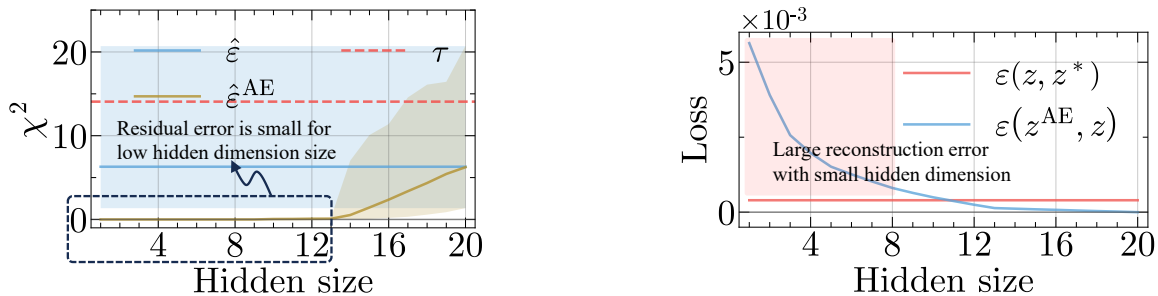 20
10
0
χ²
ε̂
τ
ε̂^AE
Residual error is small for
low hidden dimension size
4 8 12 16 20
Hidden size
×10⁻³
5
0
Loss
ε(z, z*)
ε(z^AE, z)
Large reconstruction error
with small hidden dimension
4 8 12 16 20
Hidden size